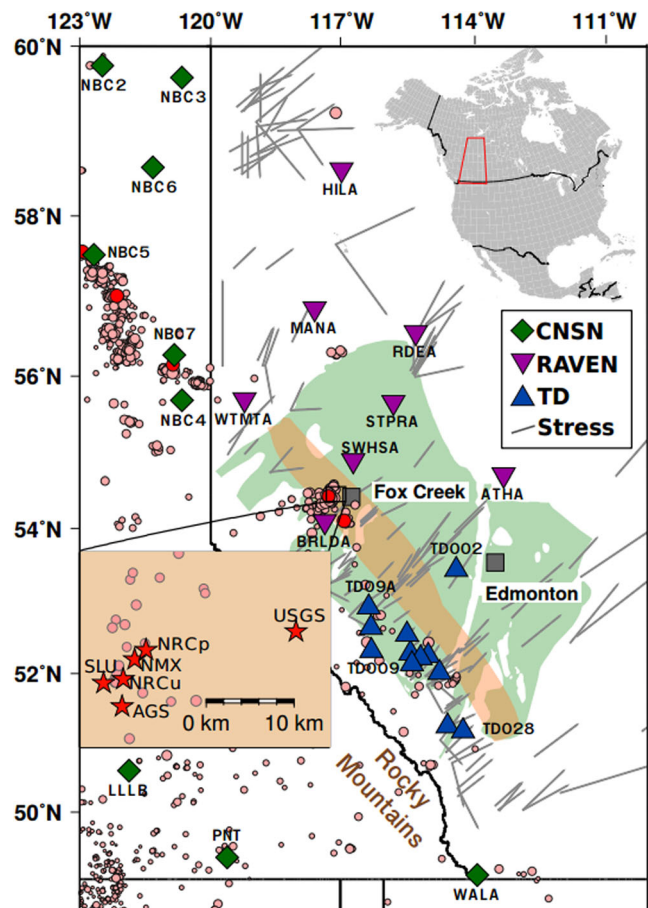 123°W 120°W 117°W 114°W 111°W
60°N
NBC2
NBC3
NBC6
HILA
58°N
NBC5
MANA
NBC7
RDEA
CNSN
RAVEN
TD
Stress
56°N
NBC4
WTMTA
STPRA
SWHSA
Fox Creek
ATHA
54°N
BRLDA
TD002
Edmonton
TD09A
USGS
NRCp
SLU
NMX
NRCu
AGS
0 km 10 km
52°N
TD009
TD028
Rocky
Mountains
LLLB
50°N
PNT
WALA